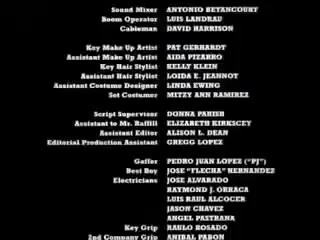 Sound Mixer ANTONIO BETANCOURT
Boom Operator LUIS LANDRAU
Cableman DAVID HARRISON
Key Make Up Artist PAT GERHARDT
Assistant Make Up Artist AIDA PIZARRO
Key Hair Stylist KELLY KLEIN
Assistant Hair Stylist LOIDA E. JEANNOT
Assistant Costume Designer LINDA EWING
Set Costumer MITZY ANN RAMIREZ
Script Supervisor DONNA PARISH
Assistant to Mr. Raffill ELIZABETH KIRKSCEY
Assistant Editor ALISON L. DEAN
Editorial Production Assistant GREGG LOPEZ
Gaffer PEDRO JUAN LOPEZ ("PJ")
Best Boy JOSE "FLECHA" HERNANDEZ
Electricians JOSE ALVARADO
RAYMOND J. ORRACA
LUIS RAUL ALCOCER
JASON CHAVEZ
ANGEL PASTRANA
Key Grip RAULO ROSADO
2nd Company Grip ANIBAL PABON